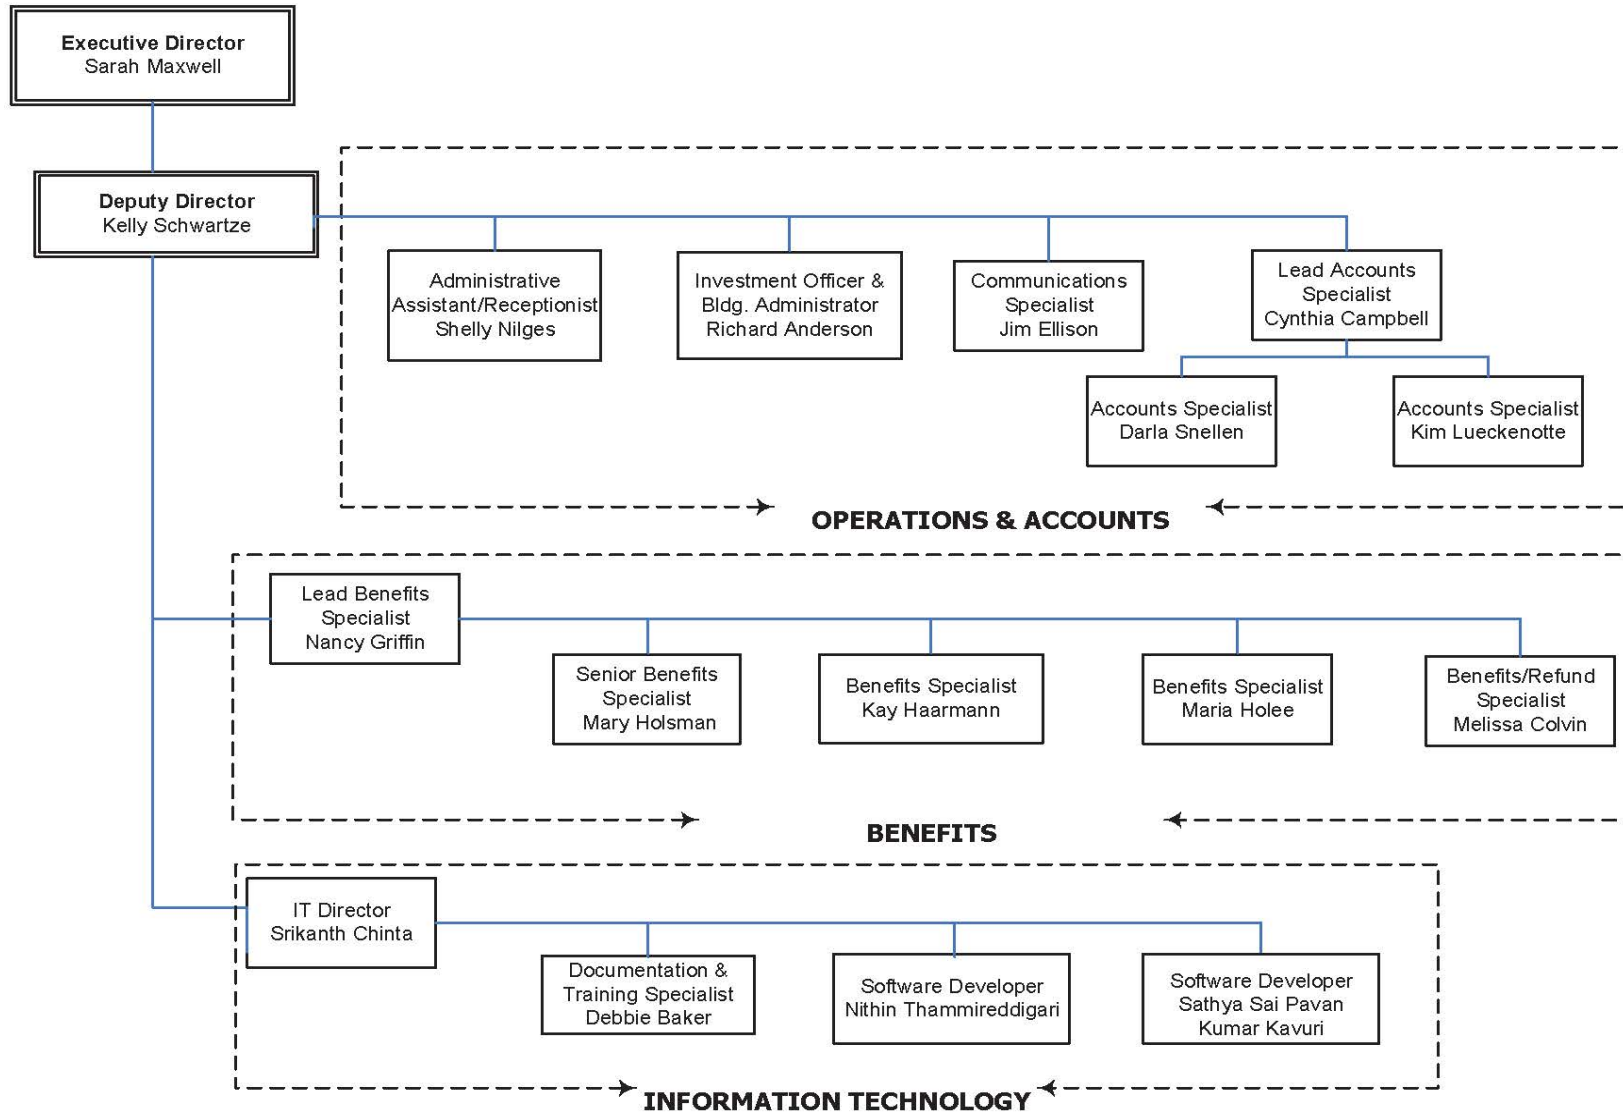 Executive Director
Sarah Maxwell
Deputy Director
Kelly Schwartze
Administrative
Assistant/Receptionist
Shelly Nilges
Investment Officer &
Bldg. Administrator
Richard Anderson
Communications
Specialist
Jim Ellison
Lead Accounts
Specialist
Cynthia Campbell
Accounts Specialist
Darla Snellen
Accounts Specialist
Kim Lueckenotte
OPERATIONS & ACCOUNTS
Lead Benefits
Specialist
Nancy Griffin
Senior Benefits
Specialist
Mary Holsman
Benefits Specialist
Kay Haarmann
Benefits Specialist
Maria Holee
Benefits/Refund
Specialist
Melissa Colvin
BENEFITS
IT Director
Srikanth Chinta
Documentation &
Training Specialist
Debbie Baker
Software Developer
Nithin Thammireddigari
Software Developer
Sathya Sai Pavan
Kumar Kavuri
INFORMATION TECHNOLOGY